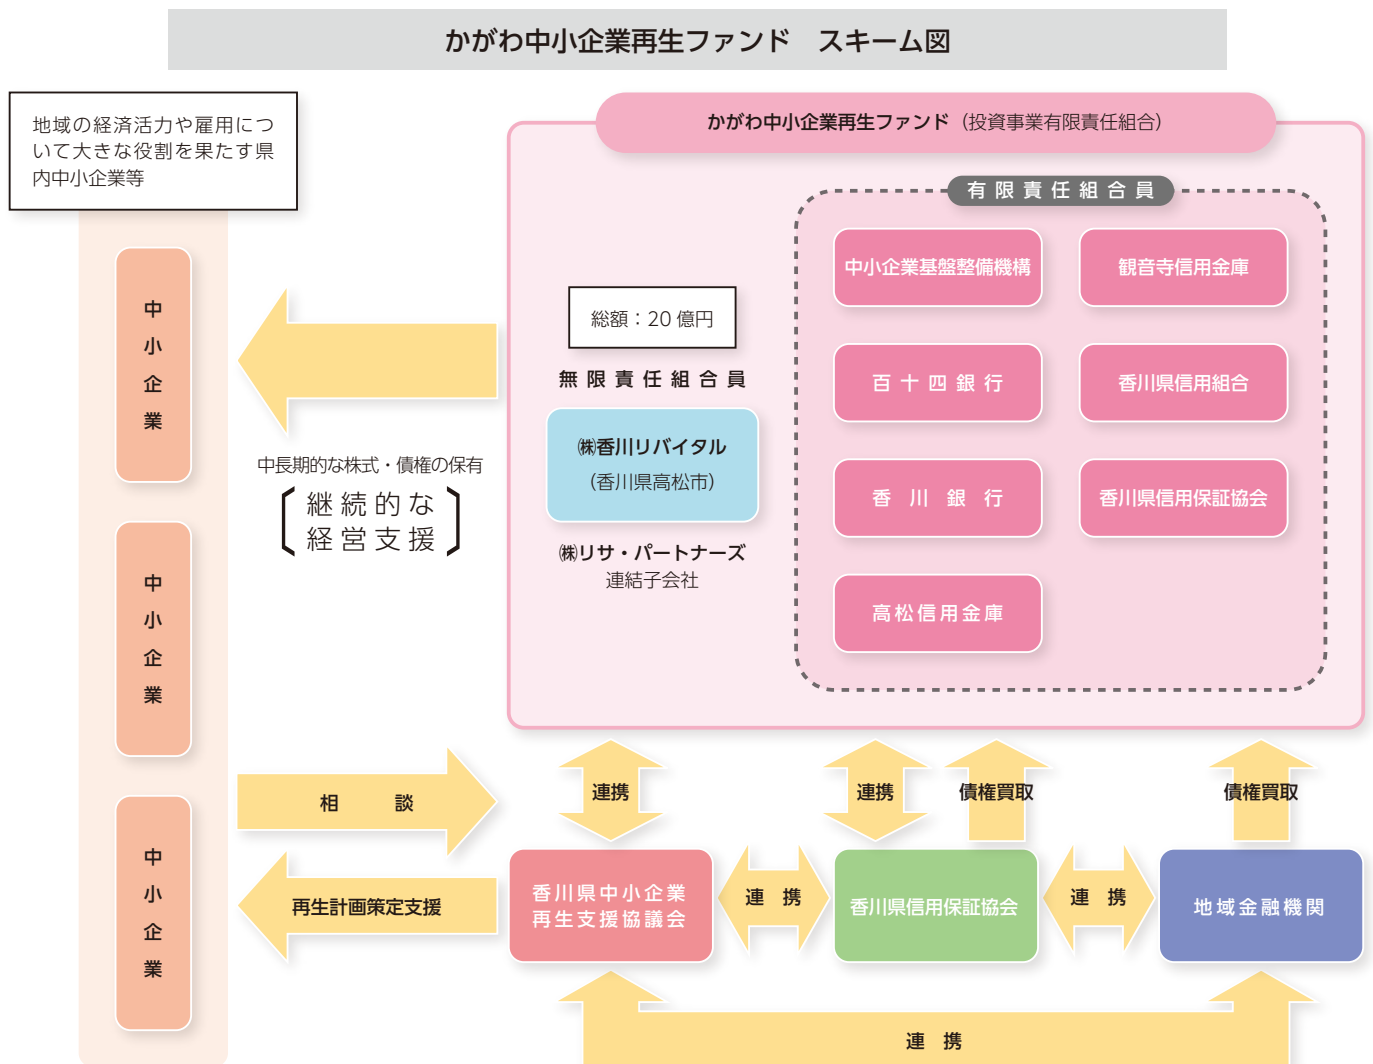 かがわ中小企業再生ファンド　スキーム図
地域の経済活力や雇用につ
いて大きな役割を果たす県
内中小企業等
中小企業
中小企業
中小企業
かがわ中小企業再生ファンド（投資事業有限責任組合）
総額：20 億円
無限責任組合員
㈱香川リバイタル
（香川県高松市）
㈱リサ・パートナーズ
連結子会社
有限責任組合員
中小企業基盤整備機構
観音寺信用金庫
百十四銀行
香川県信用組合
香川銀行
香川県信用保証協会
高松信用金庫
中長期的な株式・債権の保有
〔継続的な
経営支援〕
相　談
再生計画策定支援
連携
連携
債権買取
債権買取
香川県中小企業
再生支援協議会
連 携
香川県信用保証協会
連 携
地域金融機関
連 携